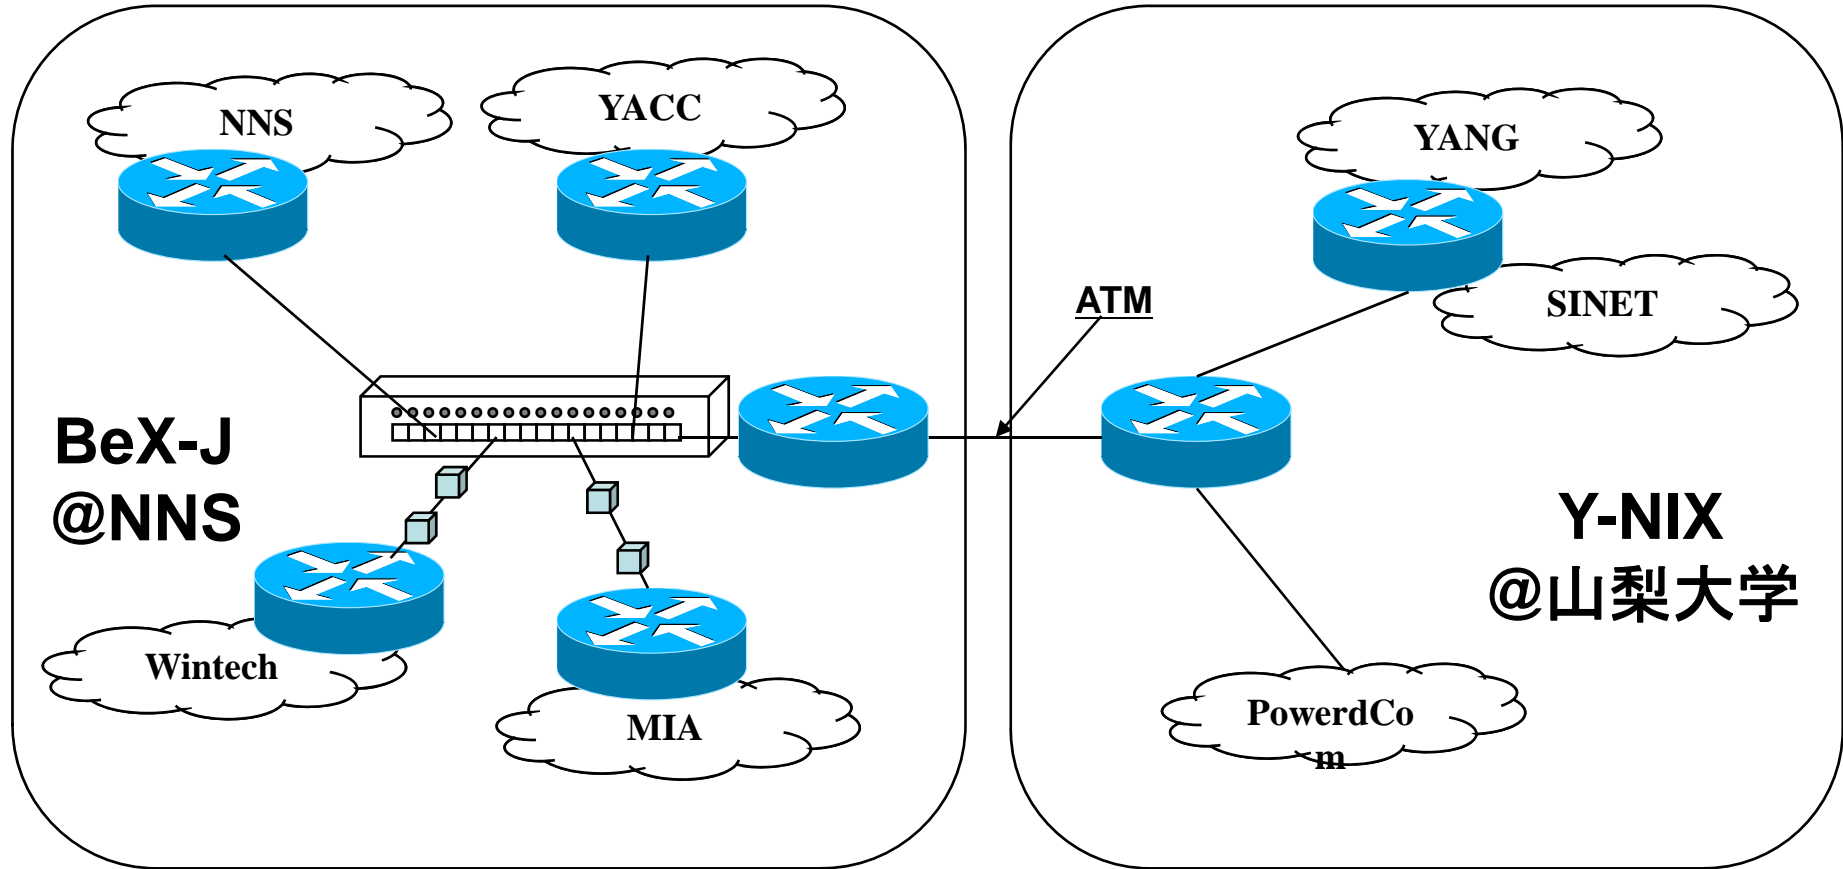 NNS
YACC
YANG
ATM
SINET
BeX-J
@NNS
Y-NIX
@山梨大学
Wintech
MIA
PowerdCo
m